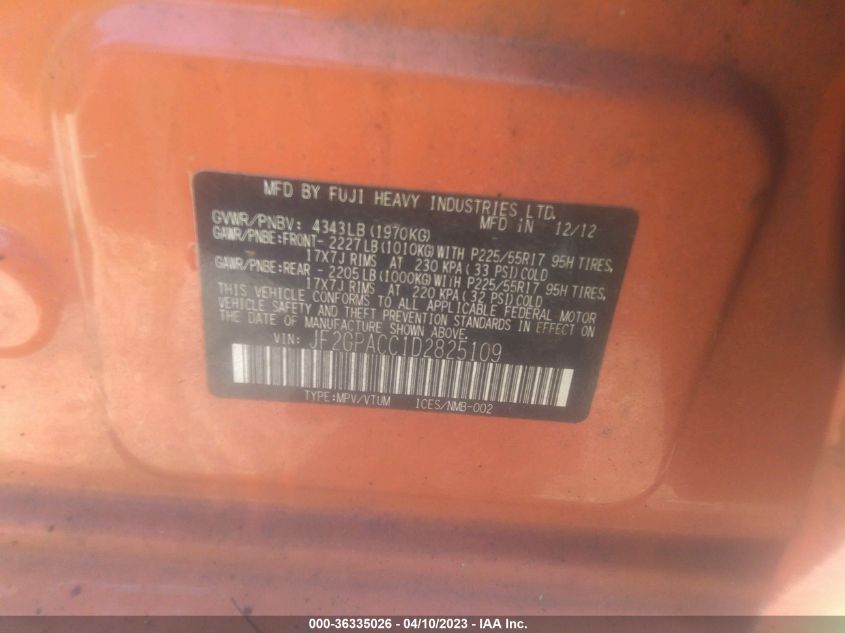 MFD BY FUJI HEAVY INDUSTRIES LTD.
MFD iN 12/12
GVWR/PNBV: 4343LB(1970KG)
GAWR/PNBE:FRONT- 2227LB(1010KG)WITH P225/55R17 95H TIRES,
17X7J RIMS AT 230 KPA(33 PSI)COLD
GAWR/PNBE:REAR - 2205LB(1000KG)WITH P225/55R17 95H TIRES,
17X7J RIMS AT 220 KPA(32 PSI)COLD
THIS VEHICLE CONFORMS TO ALL APPLICABLE FEDERAL MOTOR
VEHICLE SAFETY AND THEFT PREVENTION STANDARDS IN EFFECT ON
THE DATE OF MANUFACTURE SHOWN ABOVE.
VIN: JF2GPACC1D2825109
TYPE:MPV/VTUM ICES/NMB-002
000-36335026 - 04/10/2023 - IAA Inc.